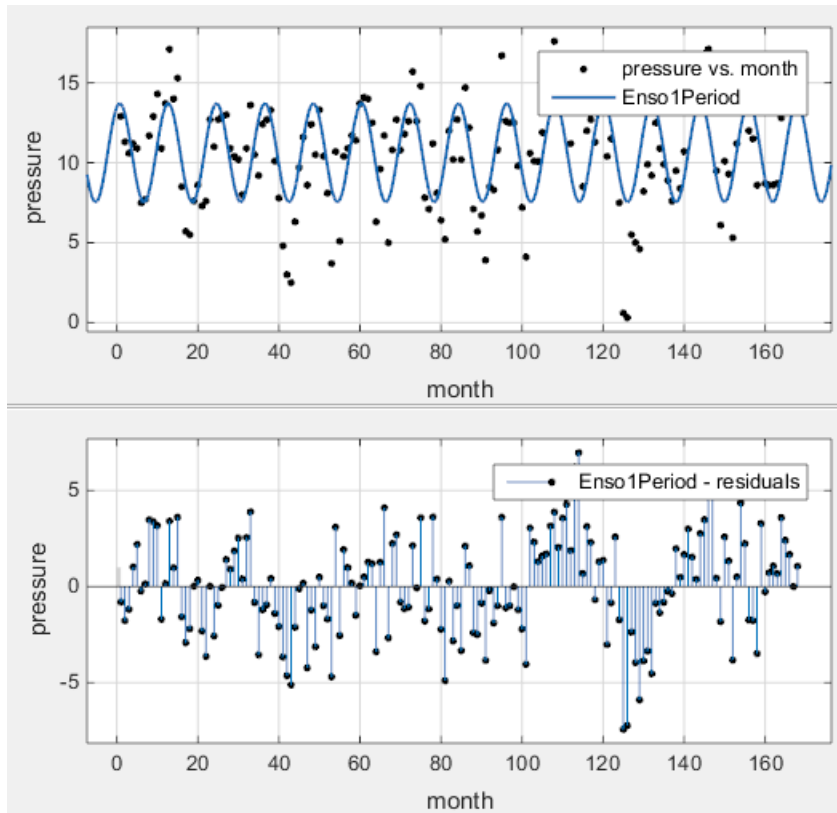 15
10
5
0
pressure
pressure vs. month
Enso1Period
0 20 40 60 80 100 120 140 160
month
5
0
-5
pressure
Enso1Period - residuals
0 20 40 60 80 100 120 140 160
month